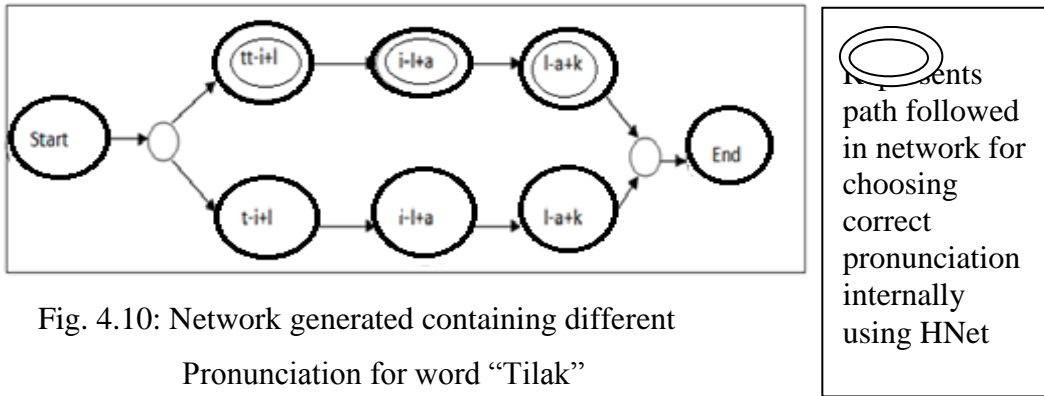 tt-i+l i-l+a l-a+k
Start
End
t-i+l i-l+a l-a+k
Fig. 4.10: Network generated containing different
Pronunciation for word “Tilak”
Represents
path followed
in network for
choosing
correct
pronunciation
internally
using HNet